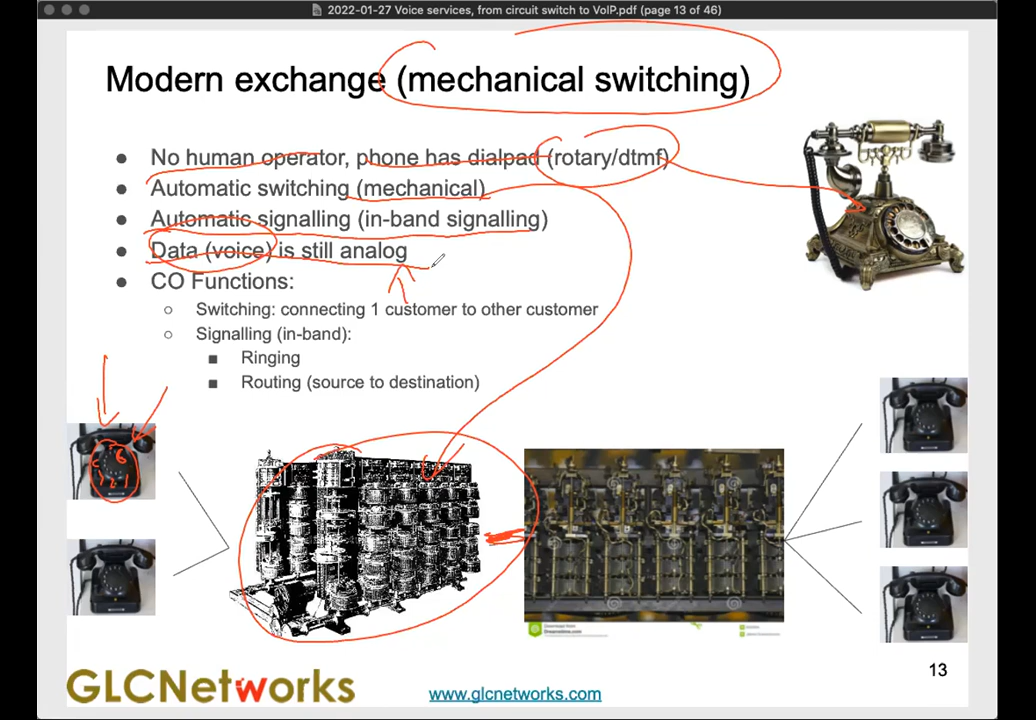 2022-01-27 Voice services, from circuit switch to VoIP.pdf (page 13 of 46)
Modern exchange (mechanical switching)
● No human operator, phone has dialpad (rotary/dtmf)
● Automatic switching (mechanical)
● Automatic signalling (in-band signalling)
● Data (voice) is still analog
● CO Functions:
○ Switching: connecting 1 customer to other customer
○ Signalling (in-band):
■ Ringing
■ Routing (source to destination)
13
GLCNetworks
www.glcnetworks.com